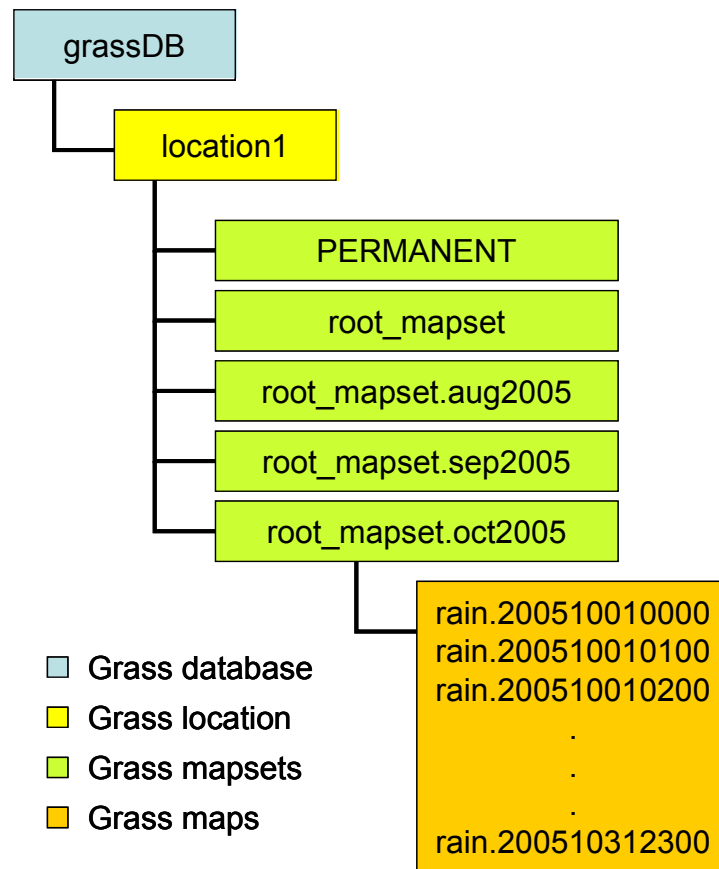 grassDB
location1
PERMANENT
root_mapset
root_mapset.aug2005
root_mapset.sep2005
root_mapset.oct2005
rain.200510010000
rain.200510010100
rain.200510010200
.
.
.
rain.200510312300
Grass database
Grass location
Grass mapsets
Grass maps